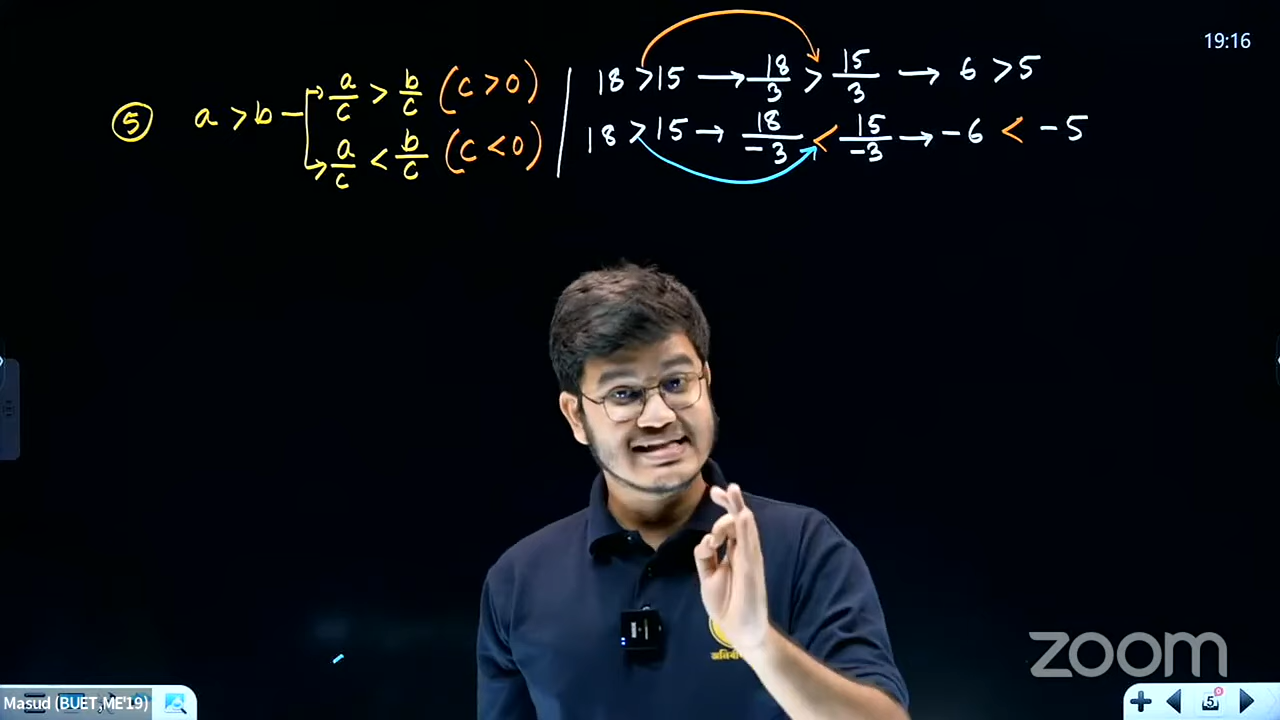 19:16
⑤ a > b → a/c > b/c (c > 0)
→ a/c < b/c (c < 0)
18 > 15 → 18/3 > 15/3 → 6 > 5
18 > 15 → 18/-3 < 15/-3 → -6 < -5
zoom
Masud (BUET,ME'19)
5